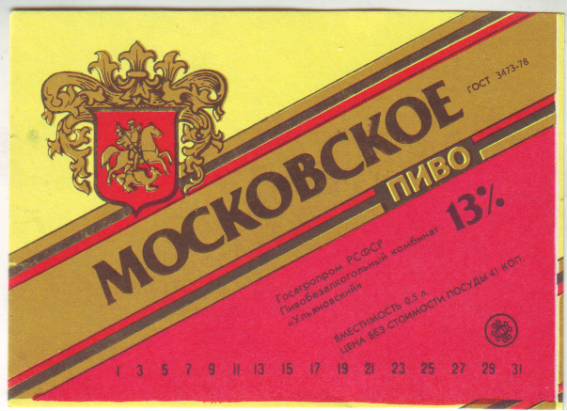 МОСКОВСКОЕ
ГОСТ 3473-78
ПИВО
13%
Госагропром РСФСР
Пивобезалкогольный комбинат
«Ульяновский»
ВМЕСТИМОСТЬ 0,5 л.
ЦЕНА БЕЗ СТОИМОСТИ ПОСУДЫ 41 КОП.
1 3 5 7 9 11 13 15 17 19 21 23 25 27 29 31